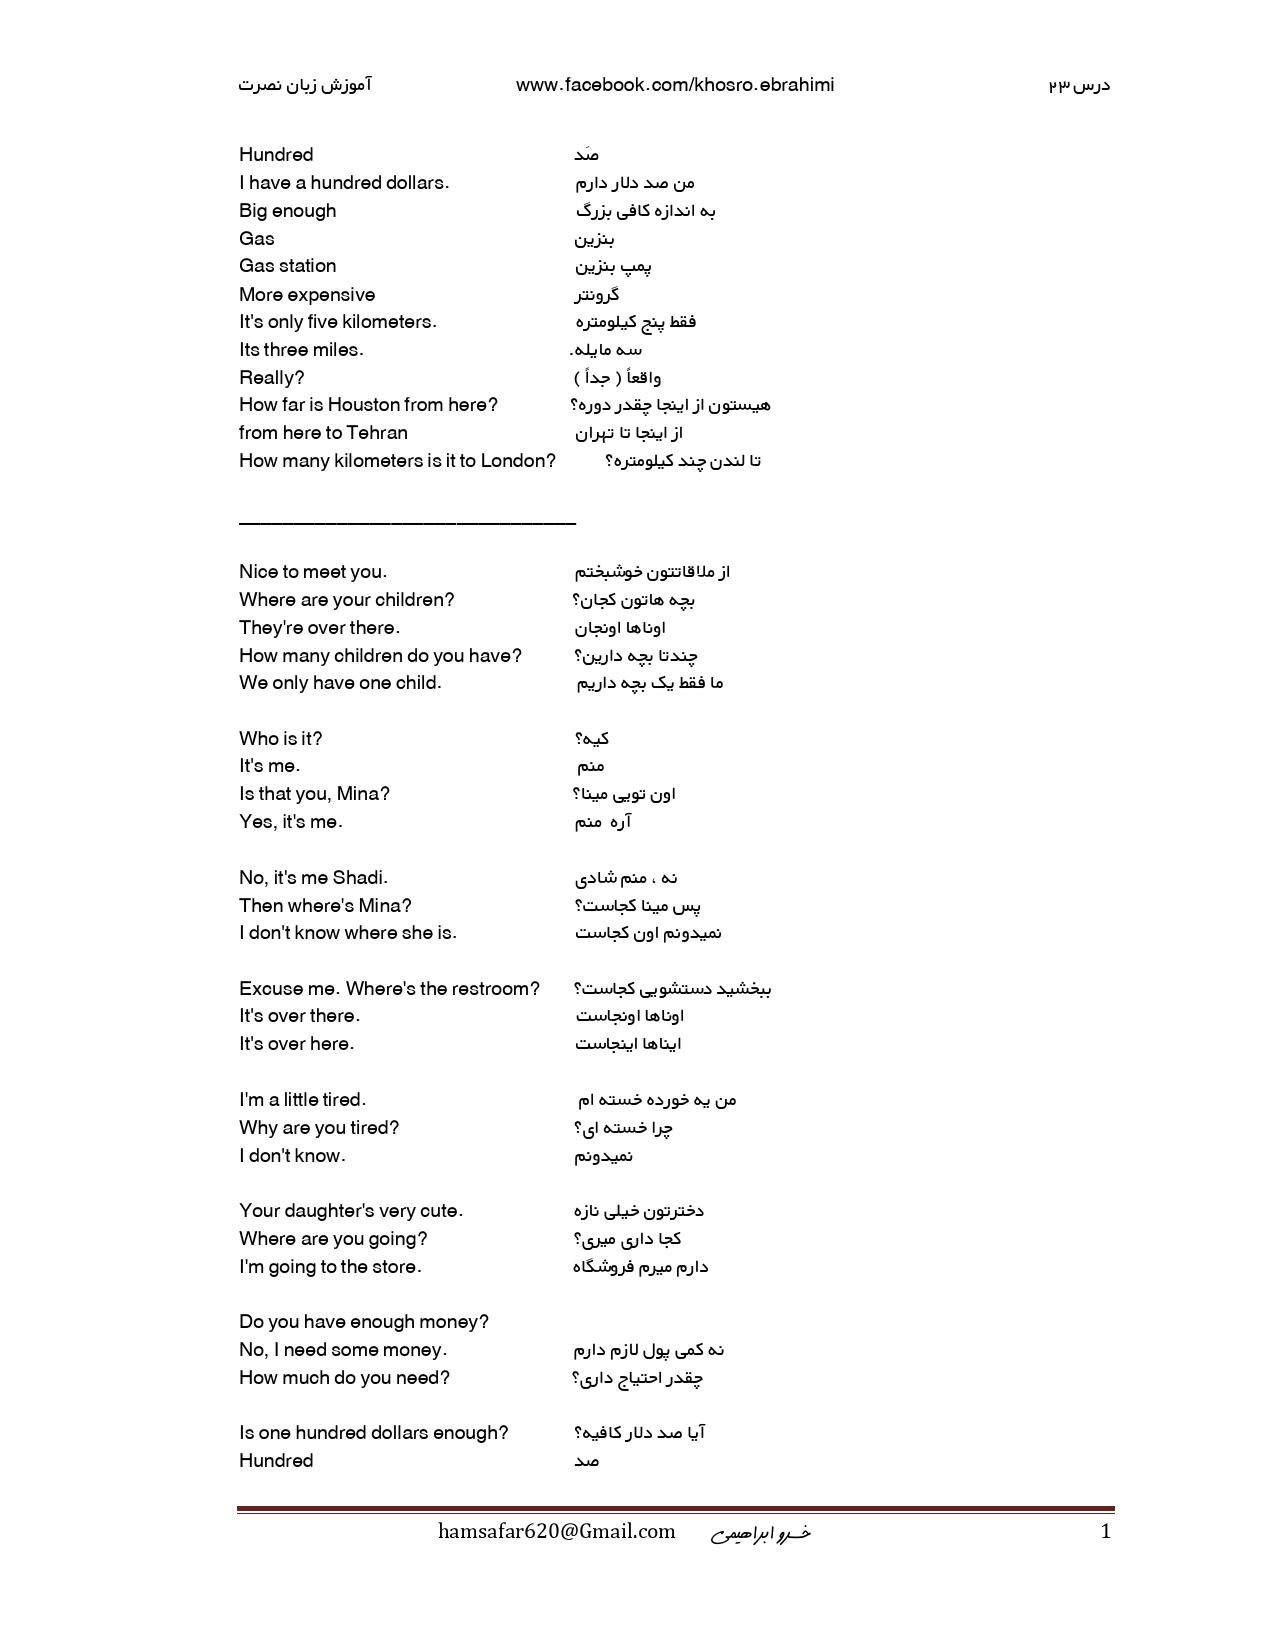 آموزش زبان نصرت www.facebook.com/khosro.ebrahimi درس ۲۳
Hundred صَد
I have a hundred dollars. من صد دلار دارم
Big enough به اندازه کافی بزرگ
Gas بنزین
Gas station پمپ بنزین
More expensive گرونتر
It's only five kilometers. فقط پنج کیلومتره
Its three miles. سه مایله.
Really? واقعاً ( جداً )
How far is Houston from here? هیستون از اینجا چقدر دوره؟
from here to Tehran از اینجا تا تهران
How many kilometers is it to London? تا لندن چند کیلومتره؟
_______________________________
Nice to meet you. از ملاقاتتون خوشبختم
Where are your children? بچه هاتون کجان؟
They're over there. اوناها اونجان
How many children do you have? چندتا بچه دارین؟
We only have one child. ما فقط یک بچه داریم
Who is it? کیه؟
It's me. منم
Is that you, Mina? اون تویی مینا؟
Yes, it's me. آره منم
No, it's me Shadi. نه ، منم شادی
Then where's Mina? پس مینا کجاست؟
I don't know where she is. نمیدونم اون کجاست
Excuse me. Where's the restroom? ببخشید دستشویی کجاست؟
It's over there. اوناها اونجاست
It's over here. ایناها اینجاست
I'm a little tired. من یه خورده خسته ام
Why are you tired? چرا خسته ای؟
I don't know. نمیدونم
Your daughter's very cute. دخترتون خیلی نازه
Where are you going? کجا داری میری؟
I'm going to the store. دارم میرم فروشگاه
Do you have enough money?
No, I need some money. نه کمی پول لازم دارم
How much do you need? چقدر احتیاج داری؟
Is one hundred dollars enough? آیا صد دلار کافیه؟
Hundred صد
hamsafar620@Gmail.com خسرو ابراهیمی 1